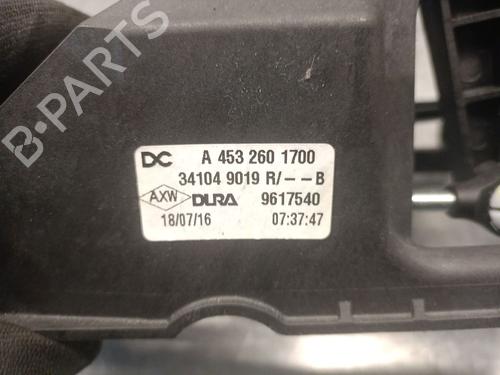 DC A 453 260 1700
34104 9019 R/--B
AXW DURA 9617540
18/07/16 07:37:47
B-PARTS